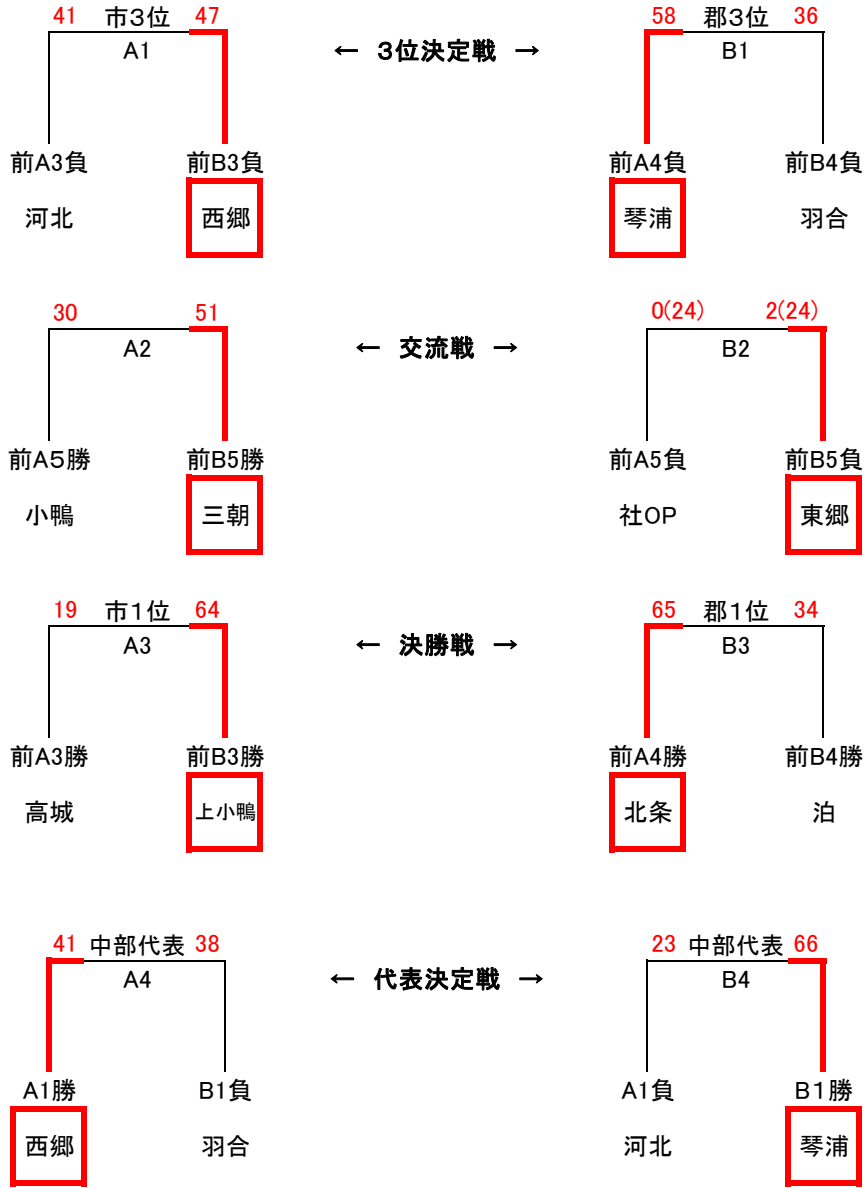 41 市3位 47 58 郡3位 36
A1 ← 3位決定戦 → B1
前A3負 前B3負 前A4負 前B4負
河北 西郷 琴浦 羽合
30 51 0(24) 2(24)
A2 ← 交流戦 → B2
前A5勝 前B5勝 前A5負 前B5負
小鴨 三朝 社OP 東郷
19 市1位 64 65 郡1位 34
A3 ← 決勝戦 → B3
前A3勝 前B3勝 前A4勝 前B4勝
高城 上小鴨 北条 泊
41 中部代表 38 23 中部代表 66
A4 ← 代表決定戦 → B4
A1勝 B1負 A1負 B1勝
西郷 羽合 河北 琴浦